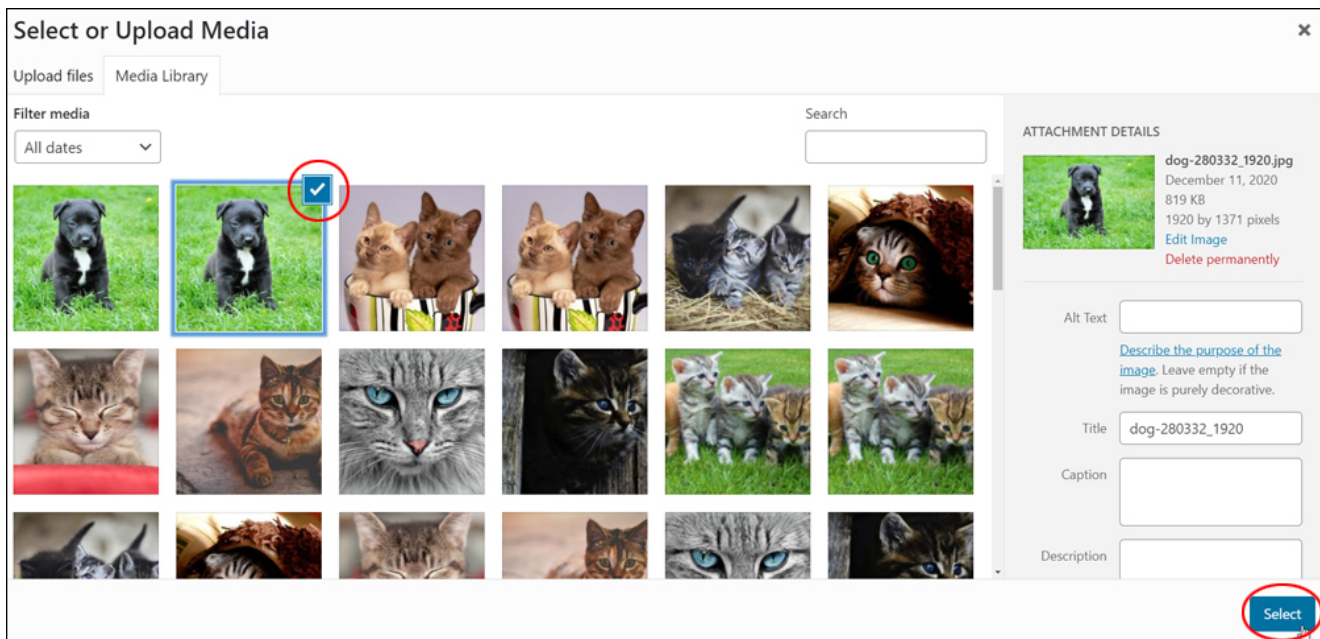 Select or Upload Media
Upload files
Media Library
Filter media
All dates
Search
ATTACHMENT DETAILS
dog-280332_1920.jpg
December 11, 2020
819 KB
1920 by 1371 pixels
Edit Image
Delete permanently
Alt Text
Describe the purpose of the
image. Leave empty if the
image is purely decorative.
Title
dog-280332_1920
Caption
Description
Select